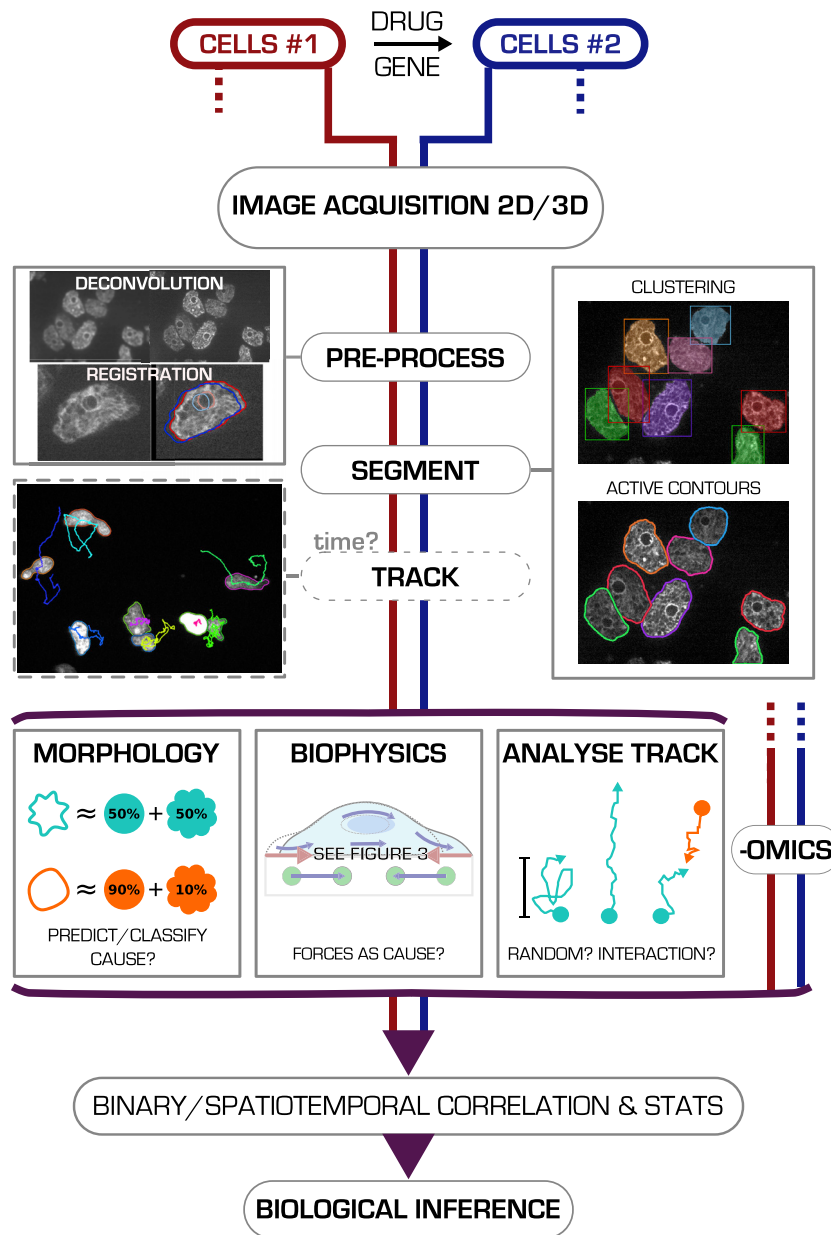 CELLS #1
DRUG
GENE
CELLS #2
IMAGE ACQUISITION 2D/3D
DECONVOLUTION
REGISTRATION
PRE-PROCESS
CLUSTERING
SEGMENT
ACTIVE CONTOURS
time?
TRACK
MORPHOLOGY
≈ 50% + 50%
≈ 90% + 10%
PREDICT/CLASSIFY
CAUSE?
BIOPHYSICS
SEE FIGURE 3
FORCES AS CAUSE?
ANALYSE TRACK
RANDOM? INTERACTION?
-OMICS
BINARY/SPATIOTEMPORAL CORRELATION & STATS
BIOLOGICAL INFERENCE